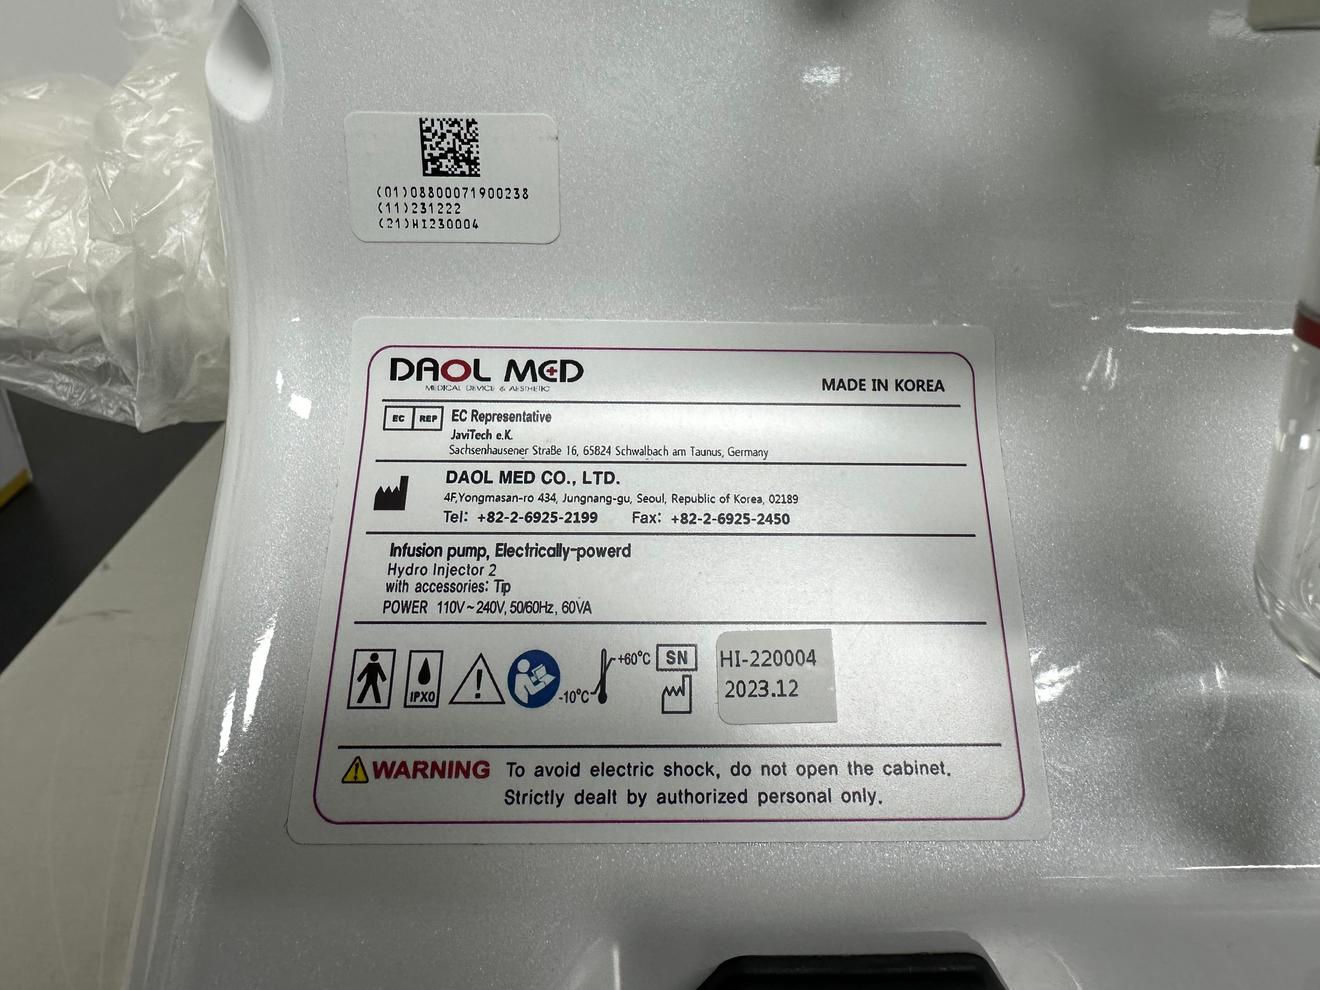 (01)08800071900238
(11)231222
(21)HI230004
DAOL MED
MEDICAL DEVICE & AESTHETIC
MADE IN KOREA
EC REP EC Representative
JaviTech e.K.
Sachsenhausener Straße 16, 65824 Schwalbach am Taunus, Germany
DAOL MED CO., LTD.
4F,Yongmasan-ro 434, Jungnang-gu, Seoul, Republic of Korea, 02189
Tel: +82-2-6925-2199 Fax: +82-2-6925-2450
Infusion pump, Electrically-powerd
Hydro Injector 2
with accessories: Tip
POWER 110V~240V, 50/60Hz, 60VA
IPX0
-10°C
+60°C
SN HI-220004
2023.12
WARNING To avoid electric shock, do not open the cabinet.
Strictly dealt by authorized personal only.